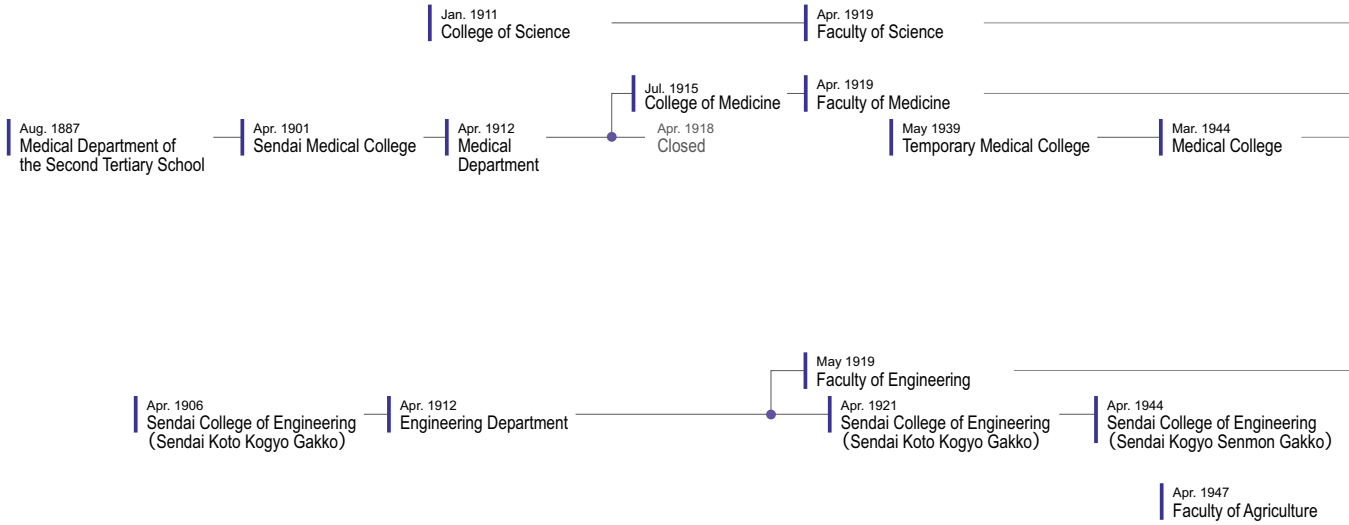 Jan. 1911
College of Science
Apr. 1919
Faculty of Science
Jul. 1915
College of Medicine
Apr. 1919
Faculty of Medicine
Aug. 1887
Medical Department of
the Second Tertiary School
Apr. 1901
Sendai Medical College
Apr. 1912
Medical
Department
Apr. 1918
Closed
May 1939
Temporary Medical College
Mar. 1944
Medical College
May 1919
Faculty of Engineering
Apr. 1906
Sendai College of Engineering
（Sendai Koto Kogyo Gakko）
Apr. 1912
Engineering Department
Apr. 1921
Sendai College of Engineering
（Sendai Koto Kogyo Gakko）
Apr. 1944
Sendai College of Engineering
（Sendai Kogyo Senmon Gakko）
Apr. 1947
Faculty of Agriculture